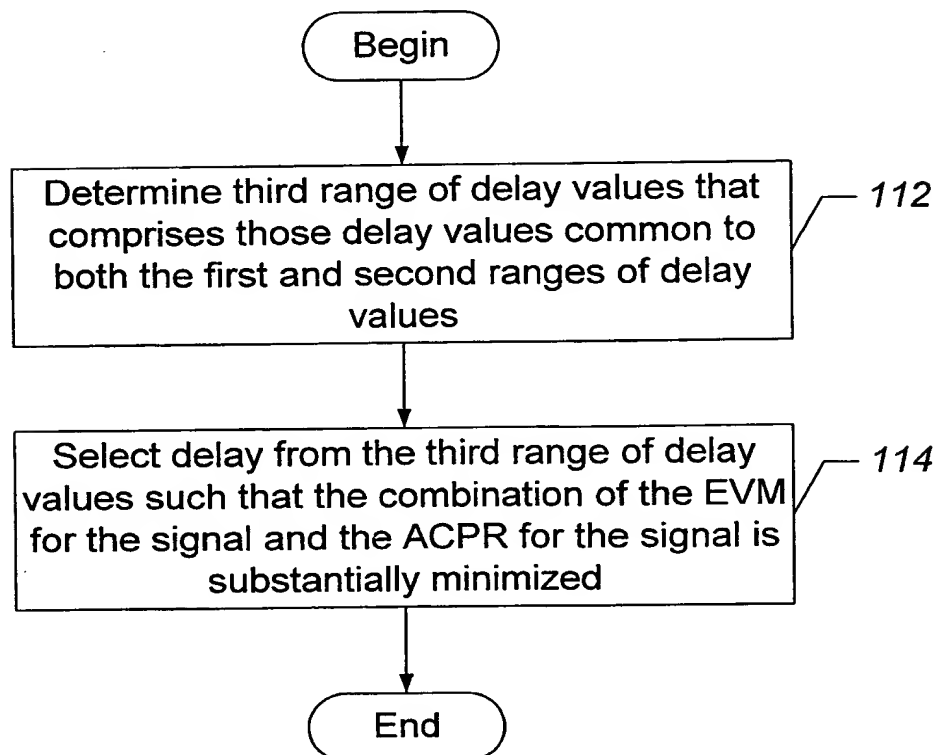 Begin
Determine third range of delay values that
comprises those delay values common to
both the first and second ranges of delay
values
112
Select delay from the third range of delay
values such that the combination of the EVM
for the signal and the ACPR for the signal is
substantially minimized
114
End